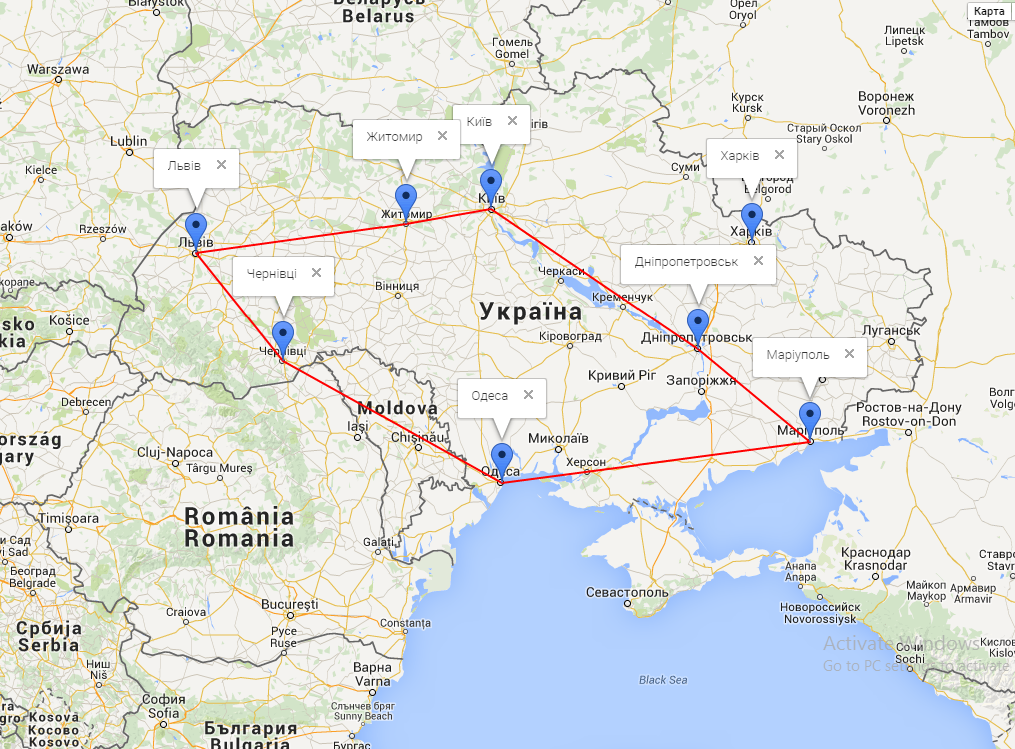 Беларусь
Belarus
Białystok
Орёл
Oryol
Карта
Тамбов
Tambov
Липецк
Lipetsk
Гомель
Gomel
Warszawa
Курск
Kursk
Воронеж
Voronezh
Київ
Житомир
Lublin
Старый Оскол
Stary Oskol
Харків
Львів
Kielce
Суми
Belgorod
Київ
Житомир
Rzeszów
Львів
Харків
Чернівці
Дніпропетровськ
Черкаси
Вінниця
Кременчук
Україна
Košice
Кіровоград
Дніпропетровськ
Луганськ
Чернівці
Маріуполь
Кривий Ріг
Запоріжжя
Debrecen
Одеса
Moldova
Ростов-на-Дону
Rostov-on-Don
Iași
Chișinău
Миколаїв
Маріуполь
Cluj-Napoca
Târgu Mureș
Херсон
Одеса
Timișoara
România
Romania
Galați
Краснодар
Krasnodar
Анапа
Anapa
Београд
Belgrade
Севастополь
Майкоп
Maykop
Армавир
Armavir
Новороссийск
Novorossiysk
Craiova
București
Constanța
Русе
Ruse
Србија
Serbia
Activate Windows
Go to PC settings to activate
Сочи
Sochi
Ниш
Niš
Варна
Varna
Black Sea
София
Sofia
Слънчев бряг
Sunny Beach
Kosova
Косово
Kosovo
България
Bulgaria
Бургас